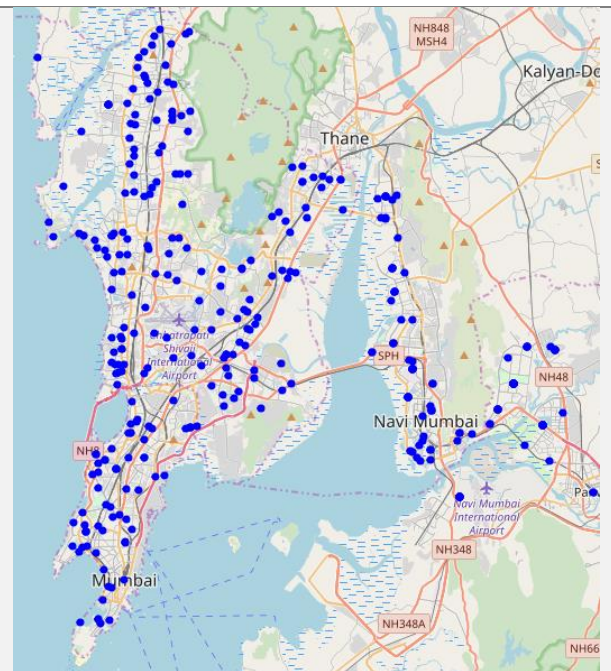 NH848
MSH4
Kalyan-Do
Thane
Chhatrapati
Shivaji
International
Airport
SPH
NH48
Navi Mumbai
NH8
Navi Mumbai
International
Airport
NH348
Mumbai
NH348A
NH66